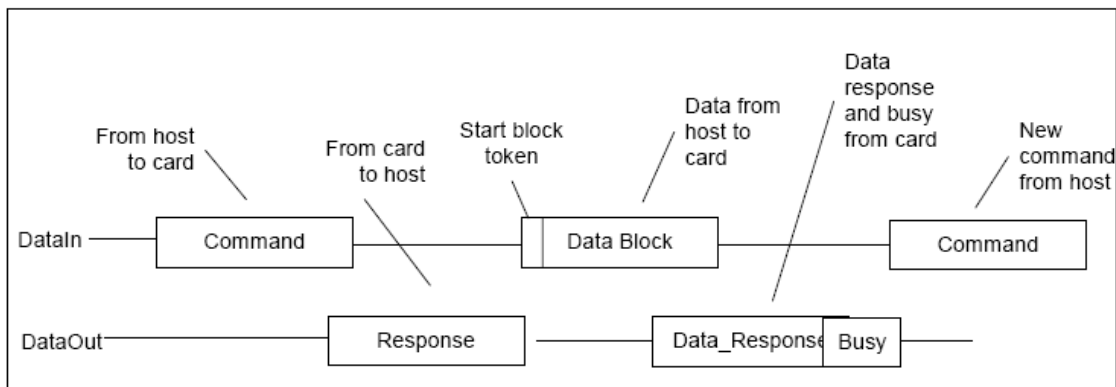 From host
to card
From card
to host
Start block
token
Data from
host to
card
Data
response
and busy
from card
New
command
from host
DataIn
Command
Data Block
Command
DataOut
Response
Data_Response
Busy